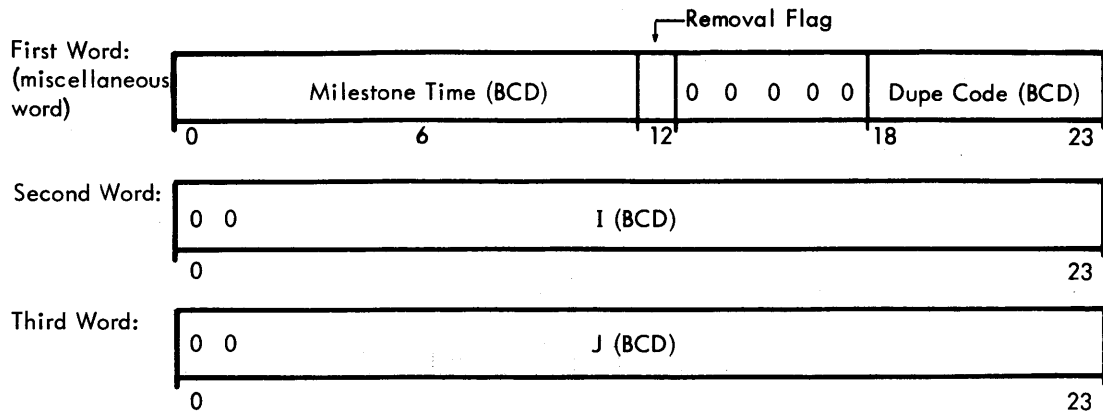 Removal Flag
First Word:
(miscellaneous
word)
Milestone Time (BCD) 0 0 0 0 0 Dupe Code (BCD)
0 6 12 18 23
Second Word:
0 0 I (BCD)
0 23
Third Word:
0 0 J (BCD)
0 23